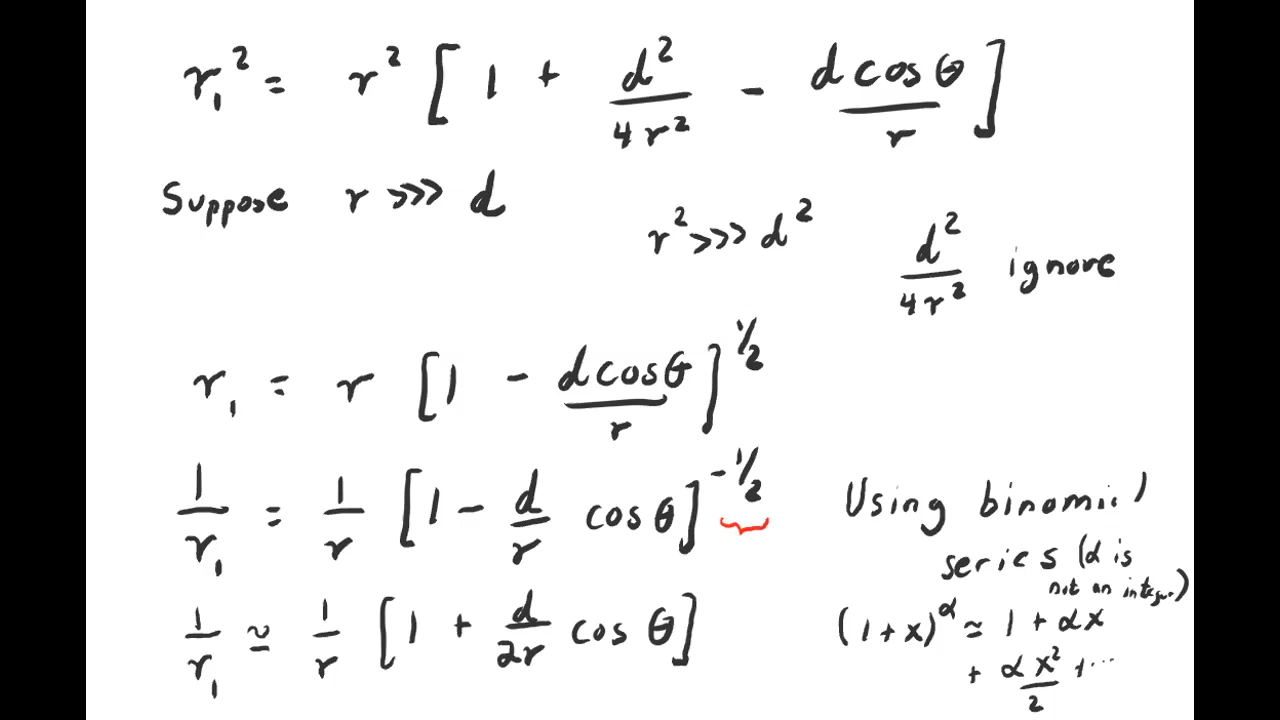 r₁² = r² [ 1 + d²/4r² - d cos θ/r ]
Suppose r >>> d
r² >>> d²
d²/4r² ignore
r₁ = r [ 1 - d cos θ/r ]^1/2
1/r₁ = 1/r [ 1 - d/r cos θ ]^-1/2
1/r₁ ≃ 1/r [ 1 + d/2r cos θ ]
Using binomial
series (α is
not an integer)
(1+x)^α ≈ 1 + αx
+ αx²/2 + ...